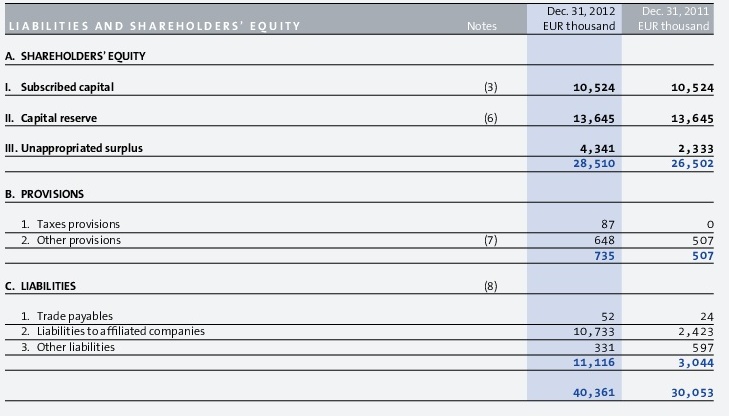 Dec. 31, 2012 Dec. 31, 2011
LIABILITIES AND SHAREHOLDERS' EQUITY Notes EUR thousand EUR thousand
A. SHAREHOLDERS' EQUITY
I. Subscribed capital (3) 10,524 10,524
II. Capital reserve (6) 13,645 13,645
III. Unappropriated surplus 4,341 2,333
28,510 26,502
B. PROVISIONS
1. Taxes provisions 87 0
2. Other provisions (7) 648 507
735 507
C. LIABILITIES (8)
1. Trade payables 52 24
2. Liabilities to affiliated companies 10,733 2,423
3. Other liabilities 331 597
11,116 3,044
40,361 30,053